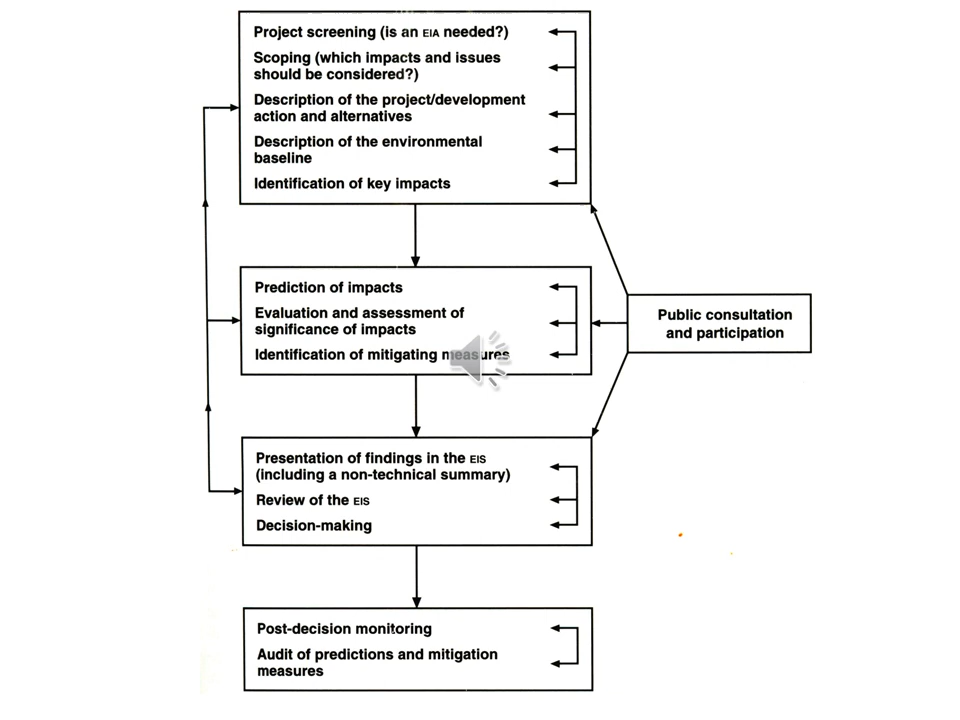 Project screening (is an EIA needed?)
Scoping (which impacts and issues
should be considered?)
Description of the project/development
action and alternatives
Description of the environmental
baseline
Identification of key impacts
Prediction of impacts
Evaluation and assessment of
significance of impacts
Identification of mitigating measures
Public consultation
and participation
Presentation of findings in the EIS
(including a non-technical summary)
Review of the EIS
Decision-making
Post-decision monitoring
Audit of predictions and mitigation
measures